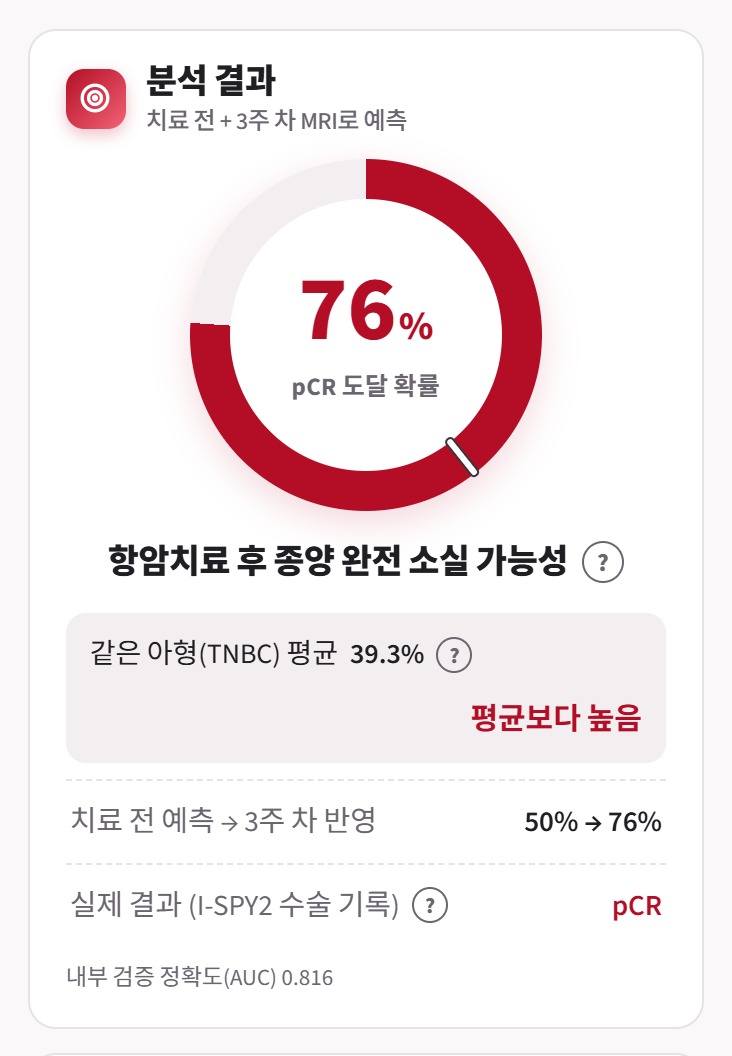 분석 결과
치료 전 + 3주 차 MRI로 예측
76%
pCR 도달 확률
항암치료 후 종양 완전 소실 가능성 ?
같은 아형(TNBC) 평균 39.3% ?
평균보다 높음
치료 전 예측 → 3주 차 반영 50% → 76%
실제 결과 (I-SPY2 수술 기록) ? pCR
내부 검증 정확도(AUC) 0.816